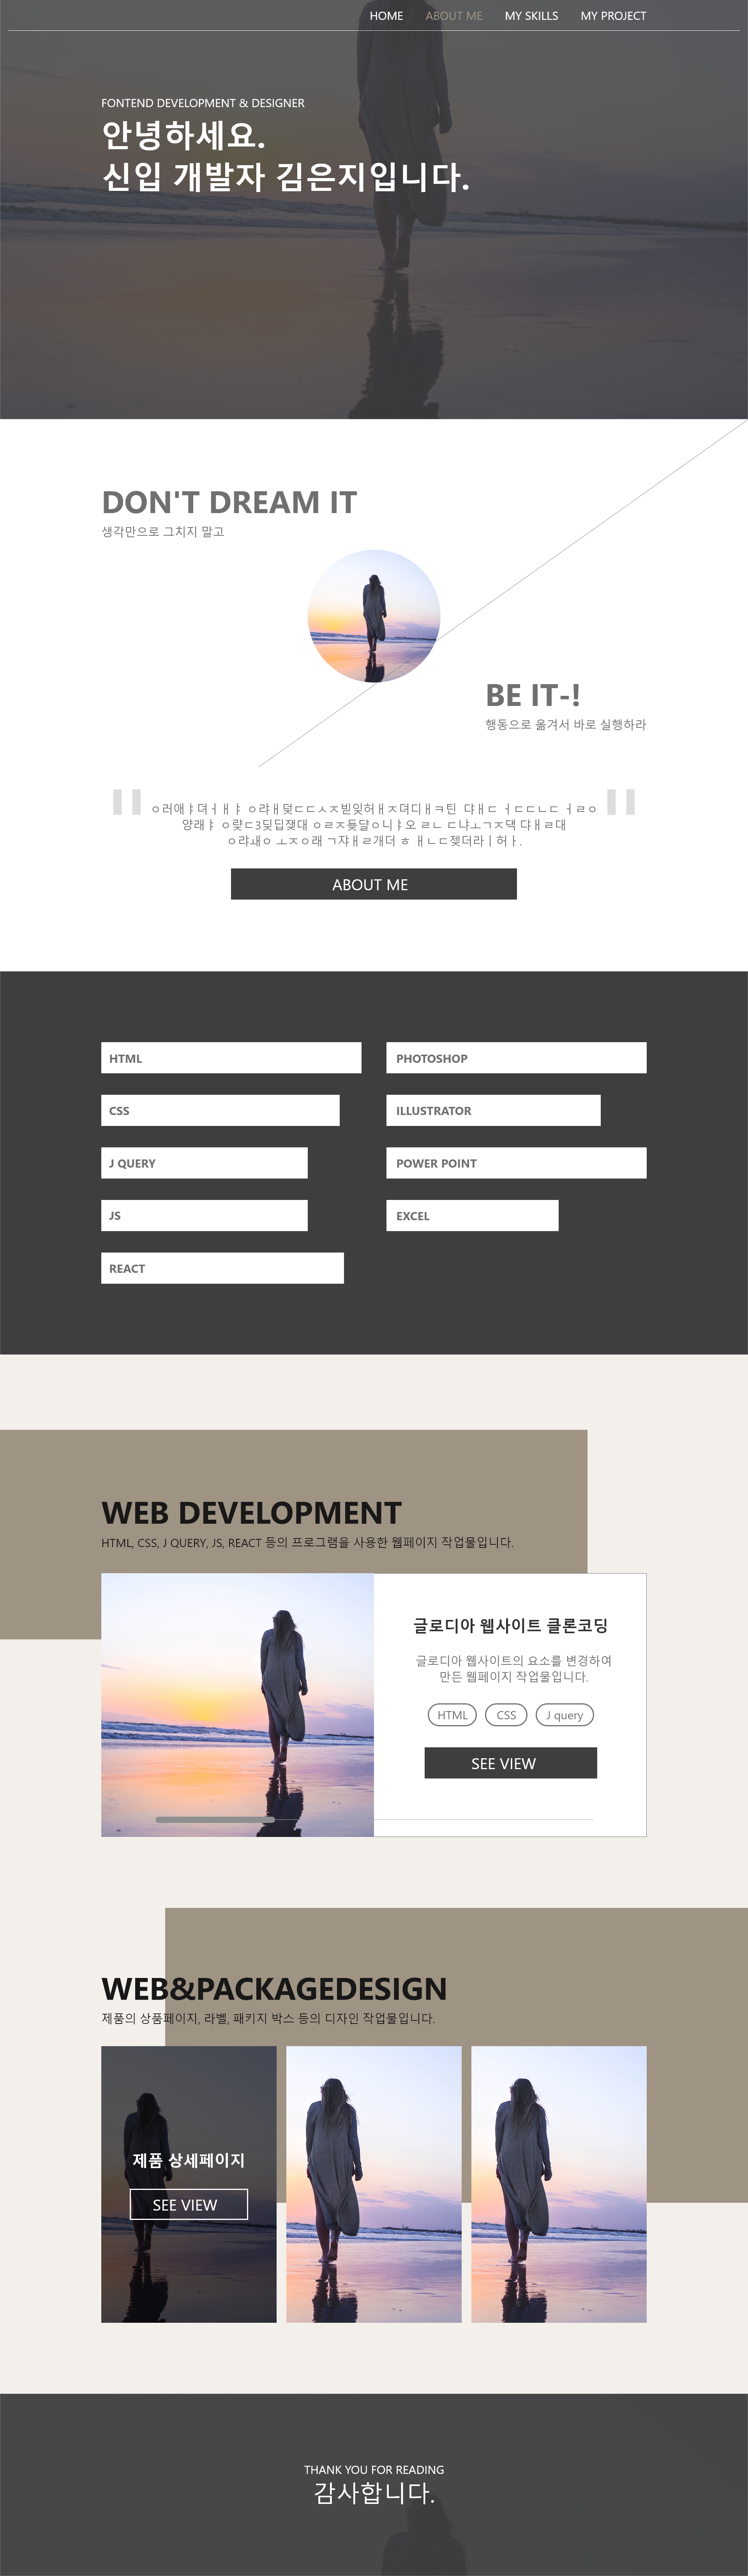 HOME ABOUT ME MY SKILLS MY PROJECT
FONTEND DEVELOPMENT & DESIGNER
안녕하세요.
신입 개발자 김은지입니다.
DON'T DREAM IT
생각만으로 그치지 말고
BE IT-!
행동으로 옮겨서 바로 실행하라
ABOUT ME
HTML
CSS
J QUERY
JS
REACT
PHOTOSHOP
ILLUSTRATOR
POWER POINT
EXCEL
WEB DEVELOPMENT
HTML, CSS, J QUERY, JS, REACT 등의 프로그램을 사용한 웹페이지 작업물입니다.
글로디아 웹사이트 클론코딩
글로디아 웹사이트의 요소를 변경하여
만든 웹페이지 작업물입니다.
HTML CSS J query
SEE VIEW
WEB&PACKAGEDESIGN
제품의 상품페이지, 라벨, 패키지 박스 등의 디자인 작업물입니다.
제품 상세페이지
SEE VIEW
THANK YOU FOR READING
감사합니다.